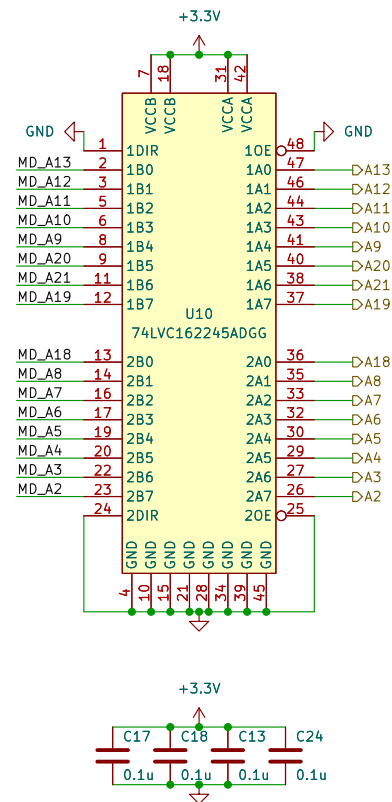 +3.3V
7 18 31 42
VCCB VCCB VCCA VCCA
GND 1 1DIR 1OE 48 GND
MD_A13 2 1B0 1A0 47 A13
MD_A12 3 1B1 1A1 46 A12
MD_A11 5 1B2 1A2 44 A11
MD_A10 6 1B3 1A3 43 A10
MD_A9 8 1B4 1A4 41 A9
MD_A20 9 1B5 1A5 40 A20
MD_A21 11 1B6 1A6 38 A21
MD_A19 12 1B7 1A7 37 A19
U10
74LVC162245ADGG
MD_A18 13 2B0 2A0 36 A18
MD_A8 14 2B1 2A1 35 A8
MD_A7 16 2B2 2A2 33 A7
MD_A6 17 2B3 2A3 32 A6
MD_A5 19 2B4 2A4 30 A5
MD_A4 20 2B5 2A5 29 A4
MD_A3 22 2B6 2A6 27 A3
MD_A2 23 2B7 2A7 26 A2
24 2DIR 2OE 25
GND GND GND GND GND GND GND GND
4 10 15 21 28 34 39 45
+3.3V
C17 C18 C13 C24
0.1u 0.1u 0.1u 0.1u